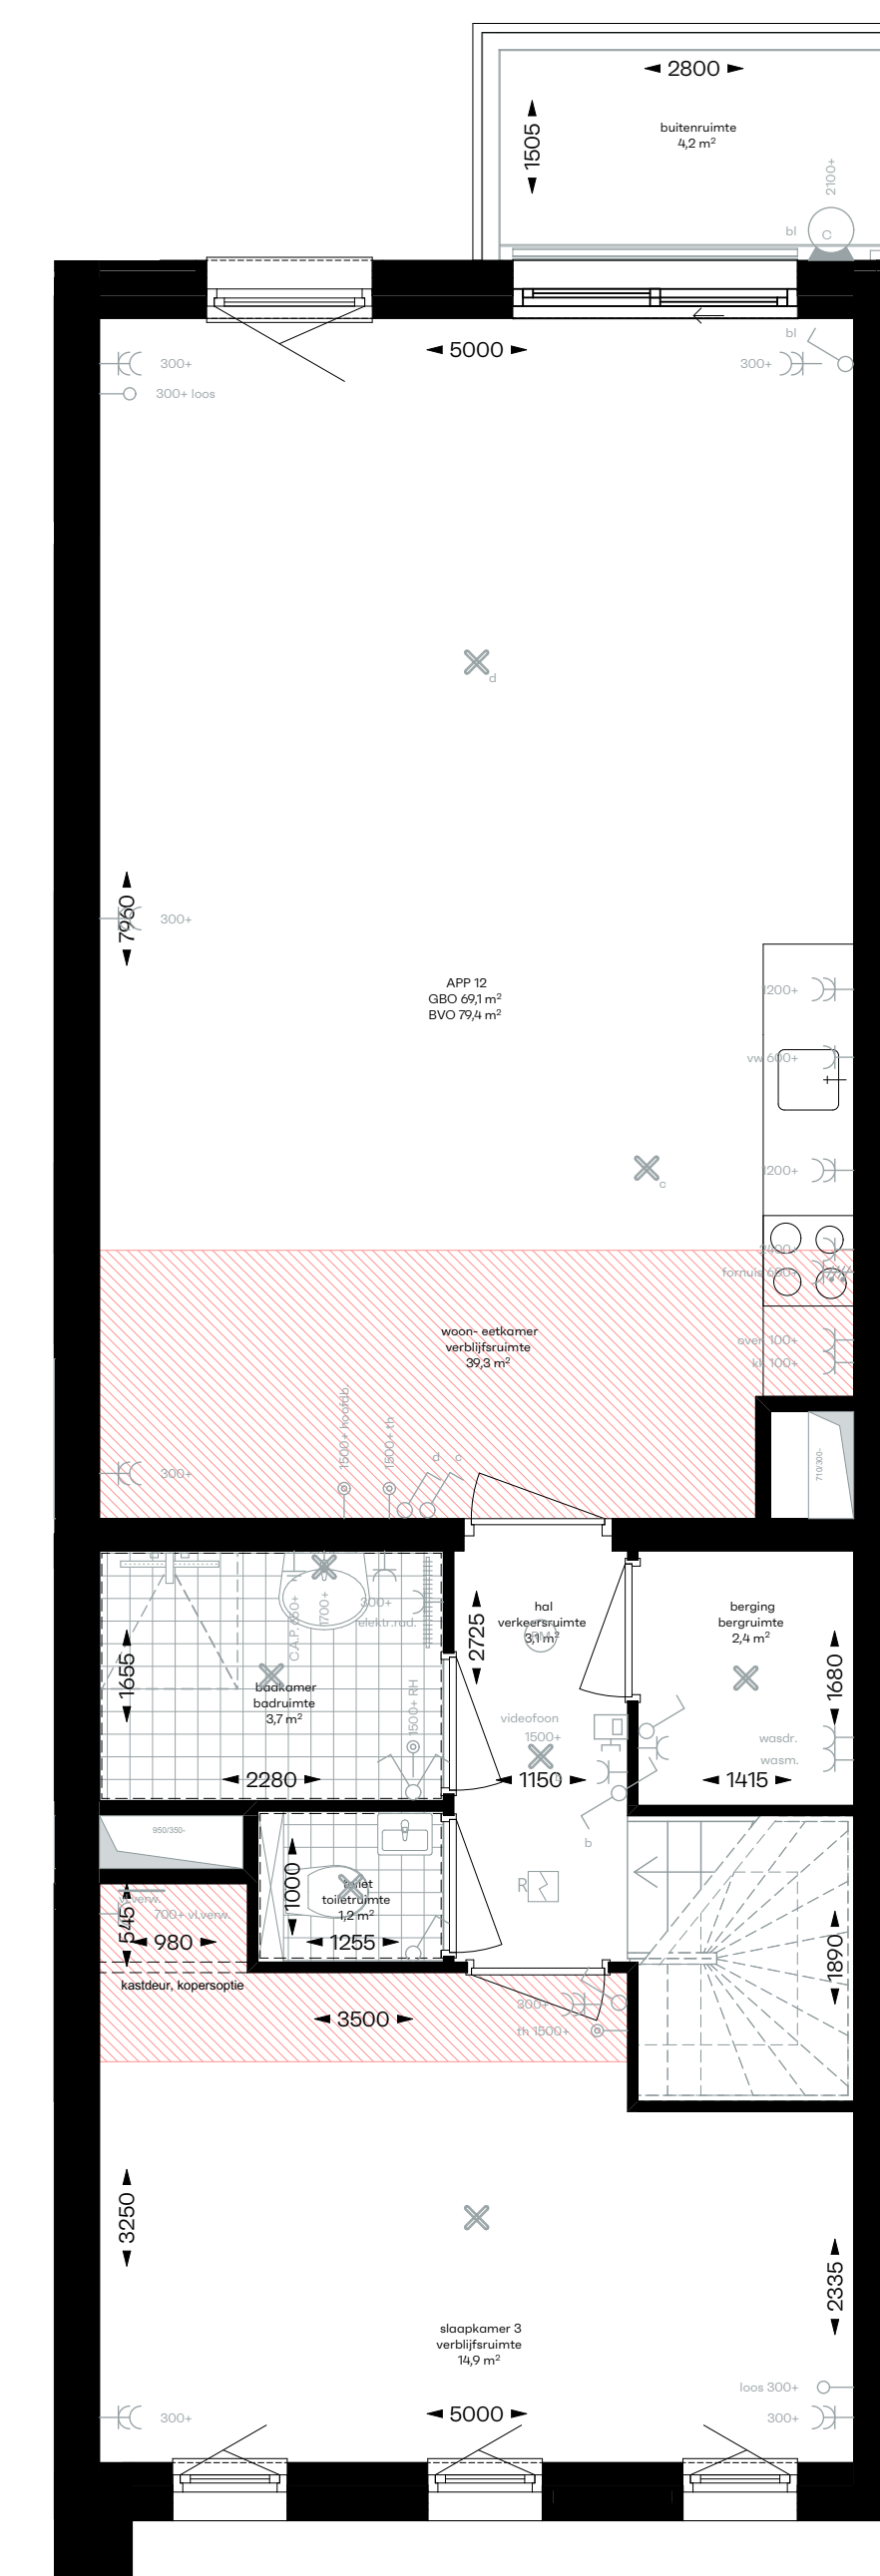 2800
1505
buitenruimte
4,2 m²
2100+
bl
C
5000
bl
300+
300+
300+ loos
d
7960
300+
APP 12
GBO 69,1 m²
BVO 79,4 m²
1200+
vw 600+
1200+
c
2400+
fornuis 600+
woon- eetkamer
verblijfsruimte
39,3 m²
oven 100+
kk 100+
1500+ hoofdb
1500+ th
d
c
300+
710/300-
300+
elektr.rad.
1700+
2725
hal
verkeersruimte
3,1 m²
berging
bergruimte
2,4 m²
1655
badkamer
badruimte
3,7 m²
1500+ RH
1680
videofoon
1500+
wasdr.
wasm.
2280
1150
1415
950/350-
b
1000
toilet
toiletruimte
1,2 m²
R
vl.verw.
700+ vl.verw.
545
980
1255
1890
kastdeur, kopersoptie
3500
300+
th 1500+
3250
2335
slaapkamer 3
verblijfsruimte
14,9 m²
loos 300+
5000
300+
300+